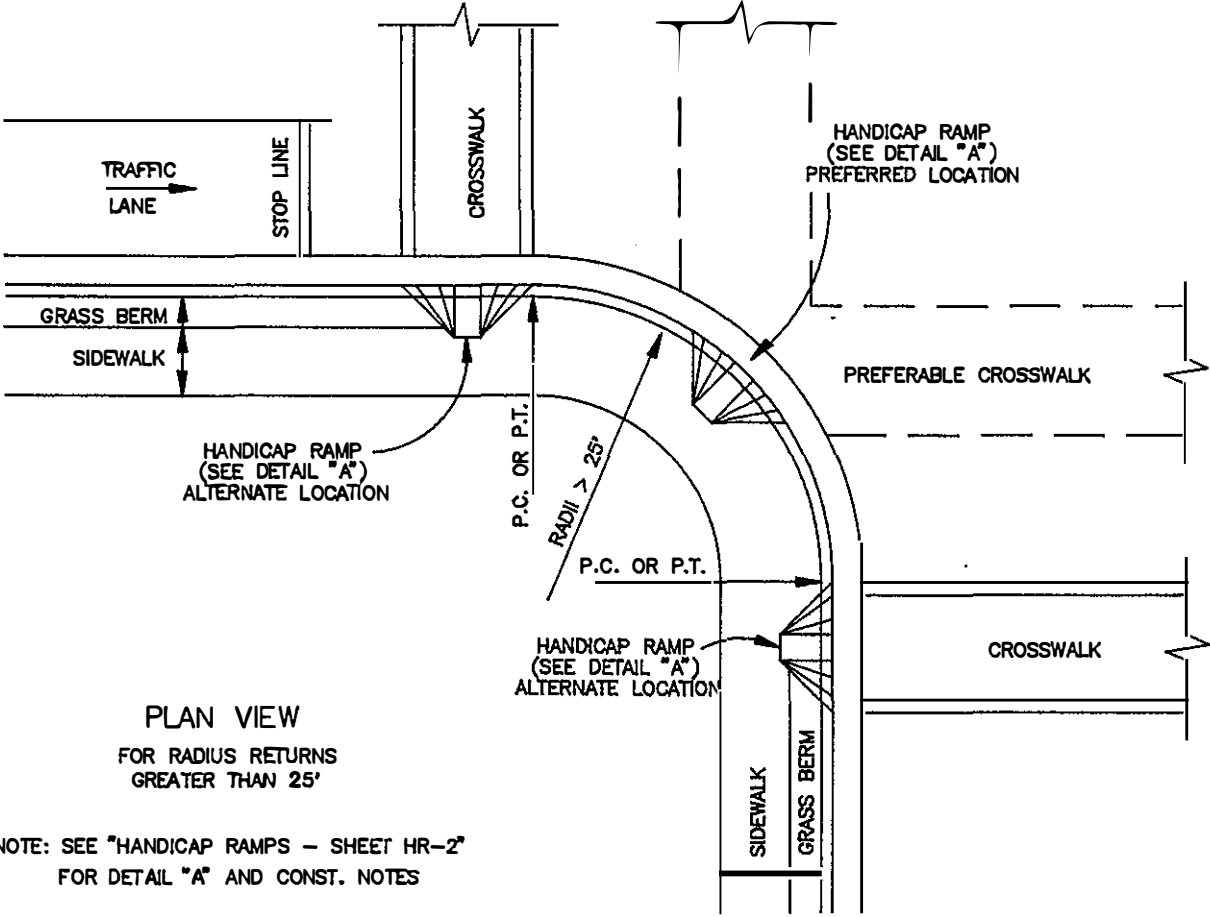 CROSSWALK
STOP LINE
TRAFFIC
LANE
HANDICAP RAMP
(SEE DETAIL "A")
PREFERRED LOCATION
GRASS BERM
SIDEWALK
PREFERABLE CROSSWALK
HANDICAP RAMP
(SEE DETAIL "A")
ALTERNATE LOCATION
P.C. OR P.T.
RADII > 25'
P.C. OR P.T.
HANDICAP RAMP
(SEE DETAIL "A")
ALTERNATE LOCATION
CROSSWALK
SIDEWALK
GRASS BERM
PLAN VIEW
FOR RADIUS RETURNS
GREATER THAN 25'
NOTE: SEE "HANDICAP RAMPS – SHEET HR–2"
FOR DETAIL "A" AND CONST. NOTES